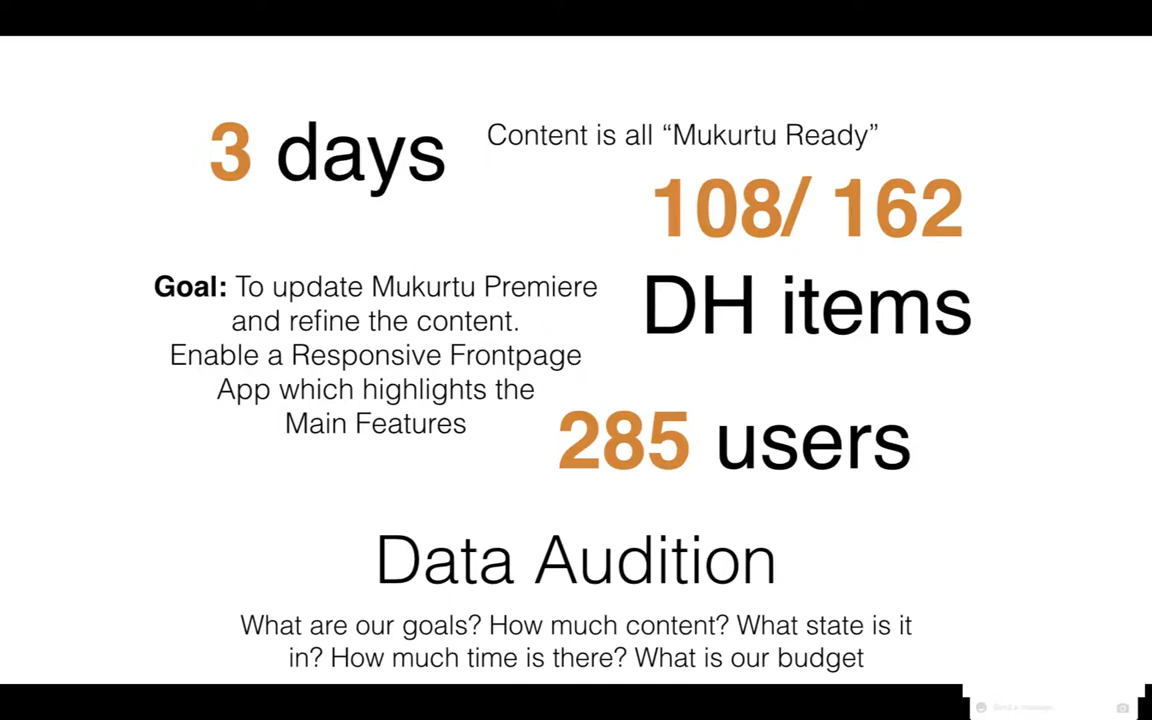 3 days
Content is all “Mukurtu Ready”
108/ 162
DH items
Goal: To update Mukurtu Premiere
and refine the content.
Enable a Responsive Frontpage
App which highlights the
Main Features
285 users
Data Audition
What are our goals? How much content? What state is it
in? How much time is there? What is our budget
Send a message...